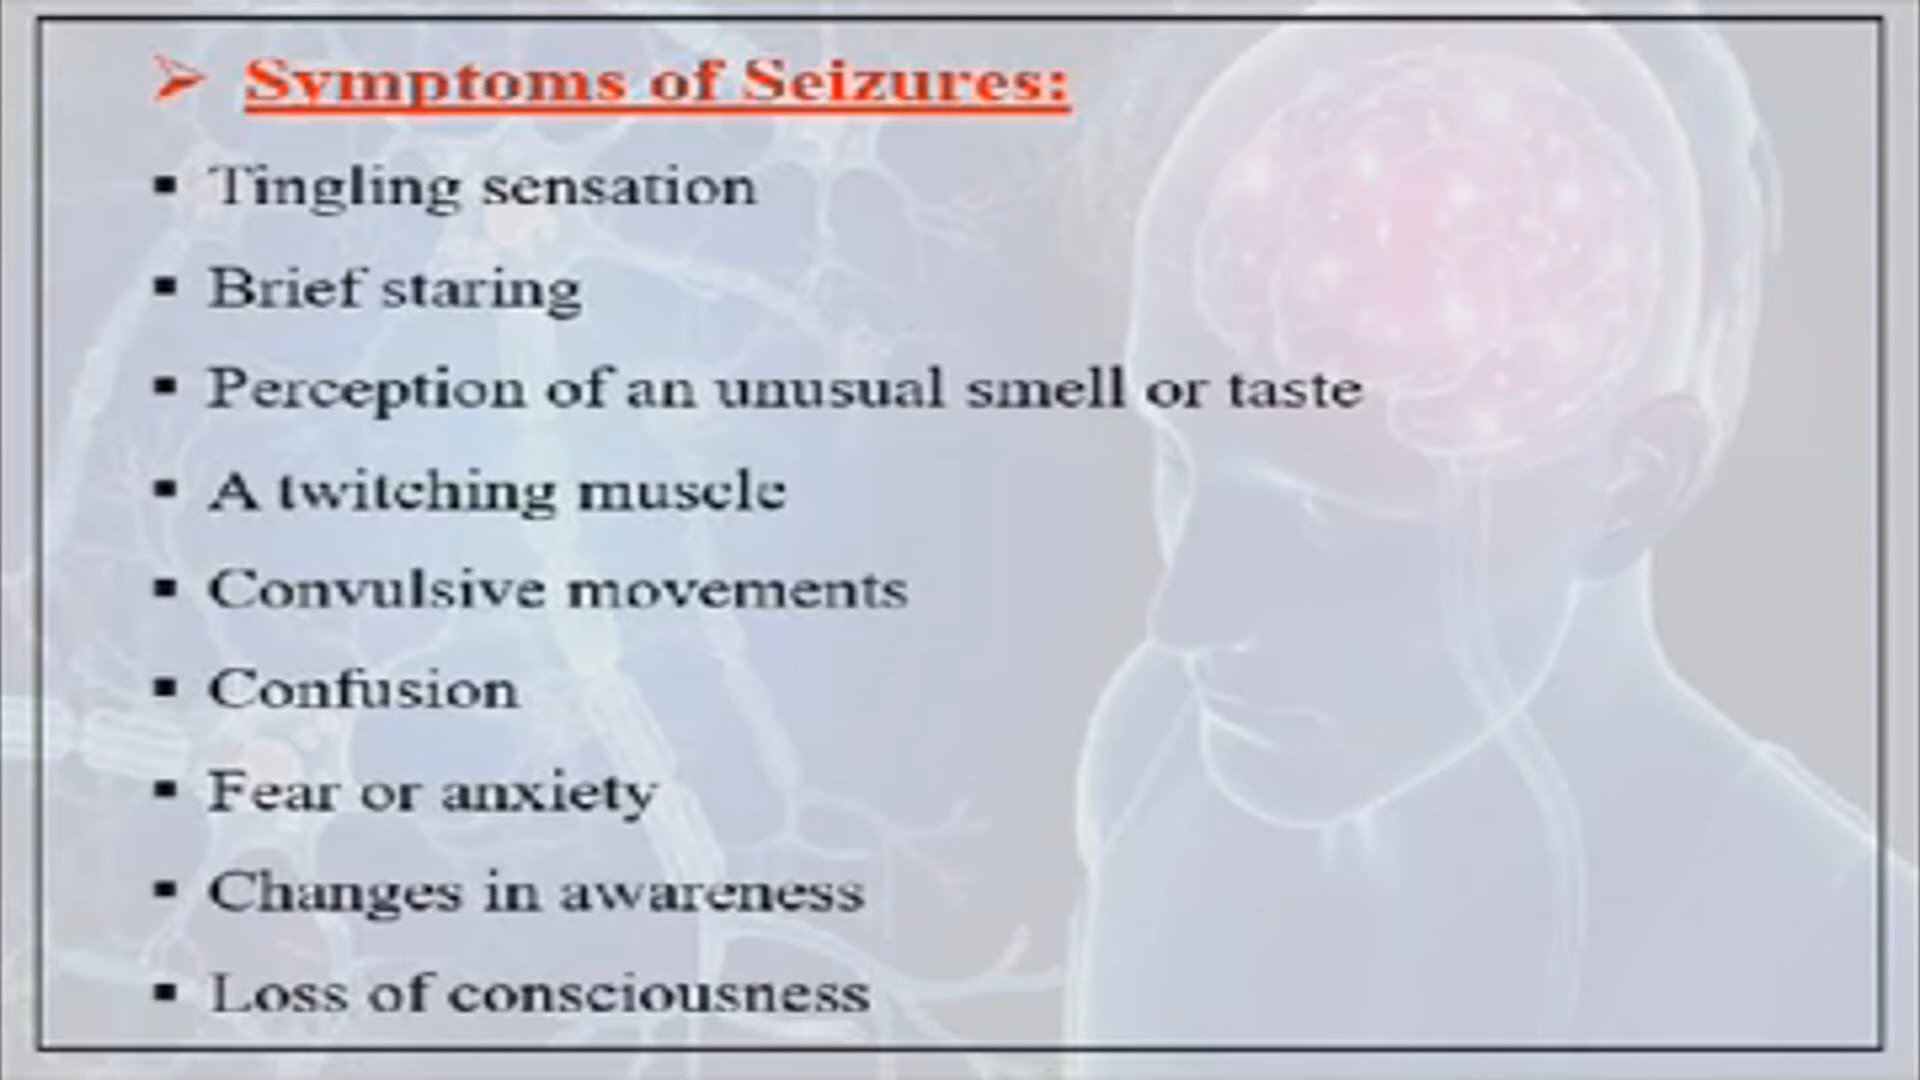 ➢ Symptoms of Seizures:
▪ Tingling sensation
▪ Brief staring
▪ Perception of an unusual smell or taste
▪ A twitching muscle
▪ Convulsive movements
▪ Confusion
▪ Fear or anxiety
▪ Changes in awareness
▪ Loss of consciousness